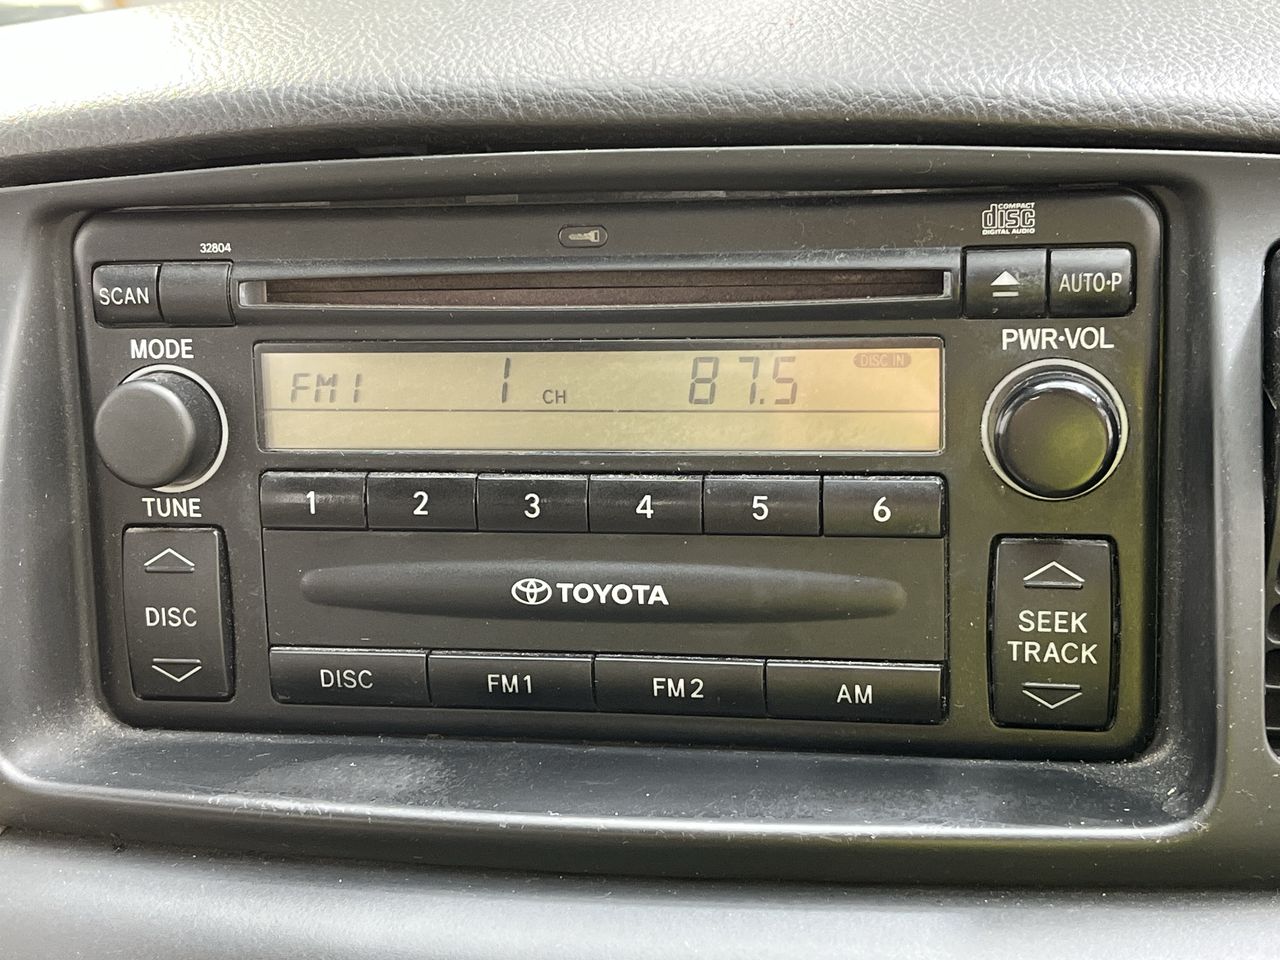 COMPACT
disc
DIGITAL AUDIO
32804
SCAN
AUTO•P
MODE
PWR•VOL
FM1 1 CH 87.5 DISC IN
TUNE
1 2 3 4 5 6
TOYOTA
DISC
SEEK
TRACK
DISC FM1 FM2 AM